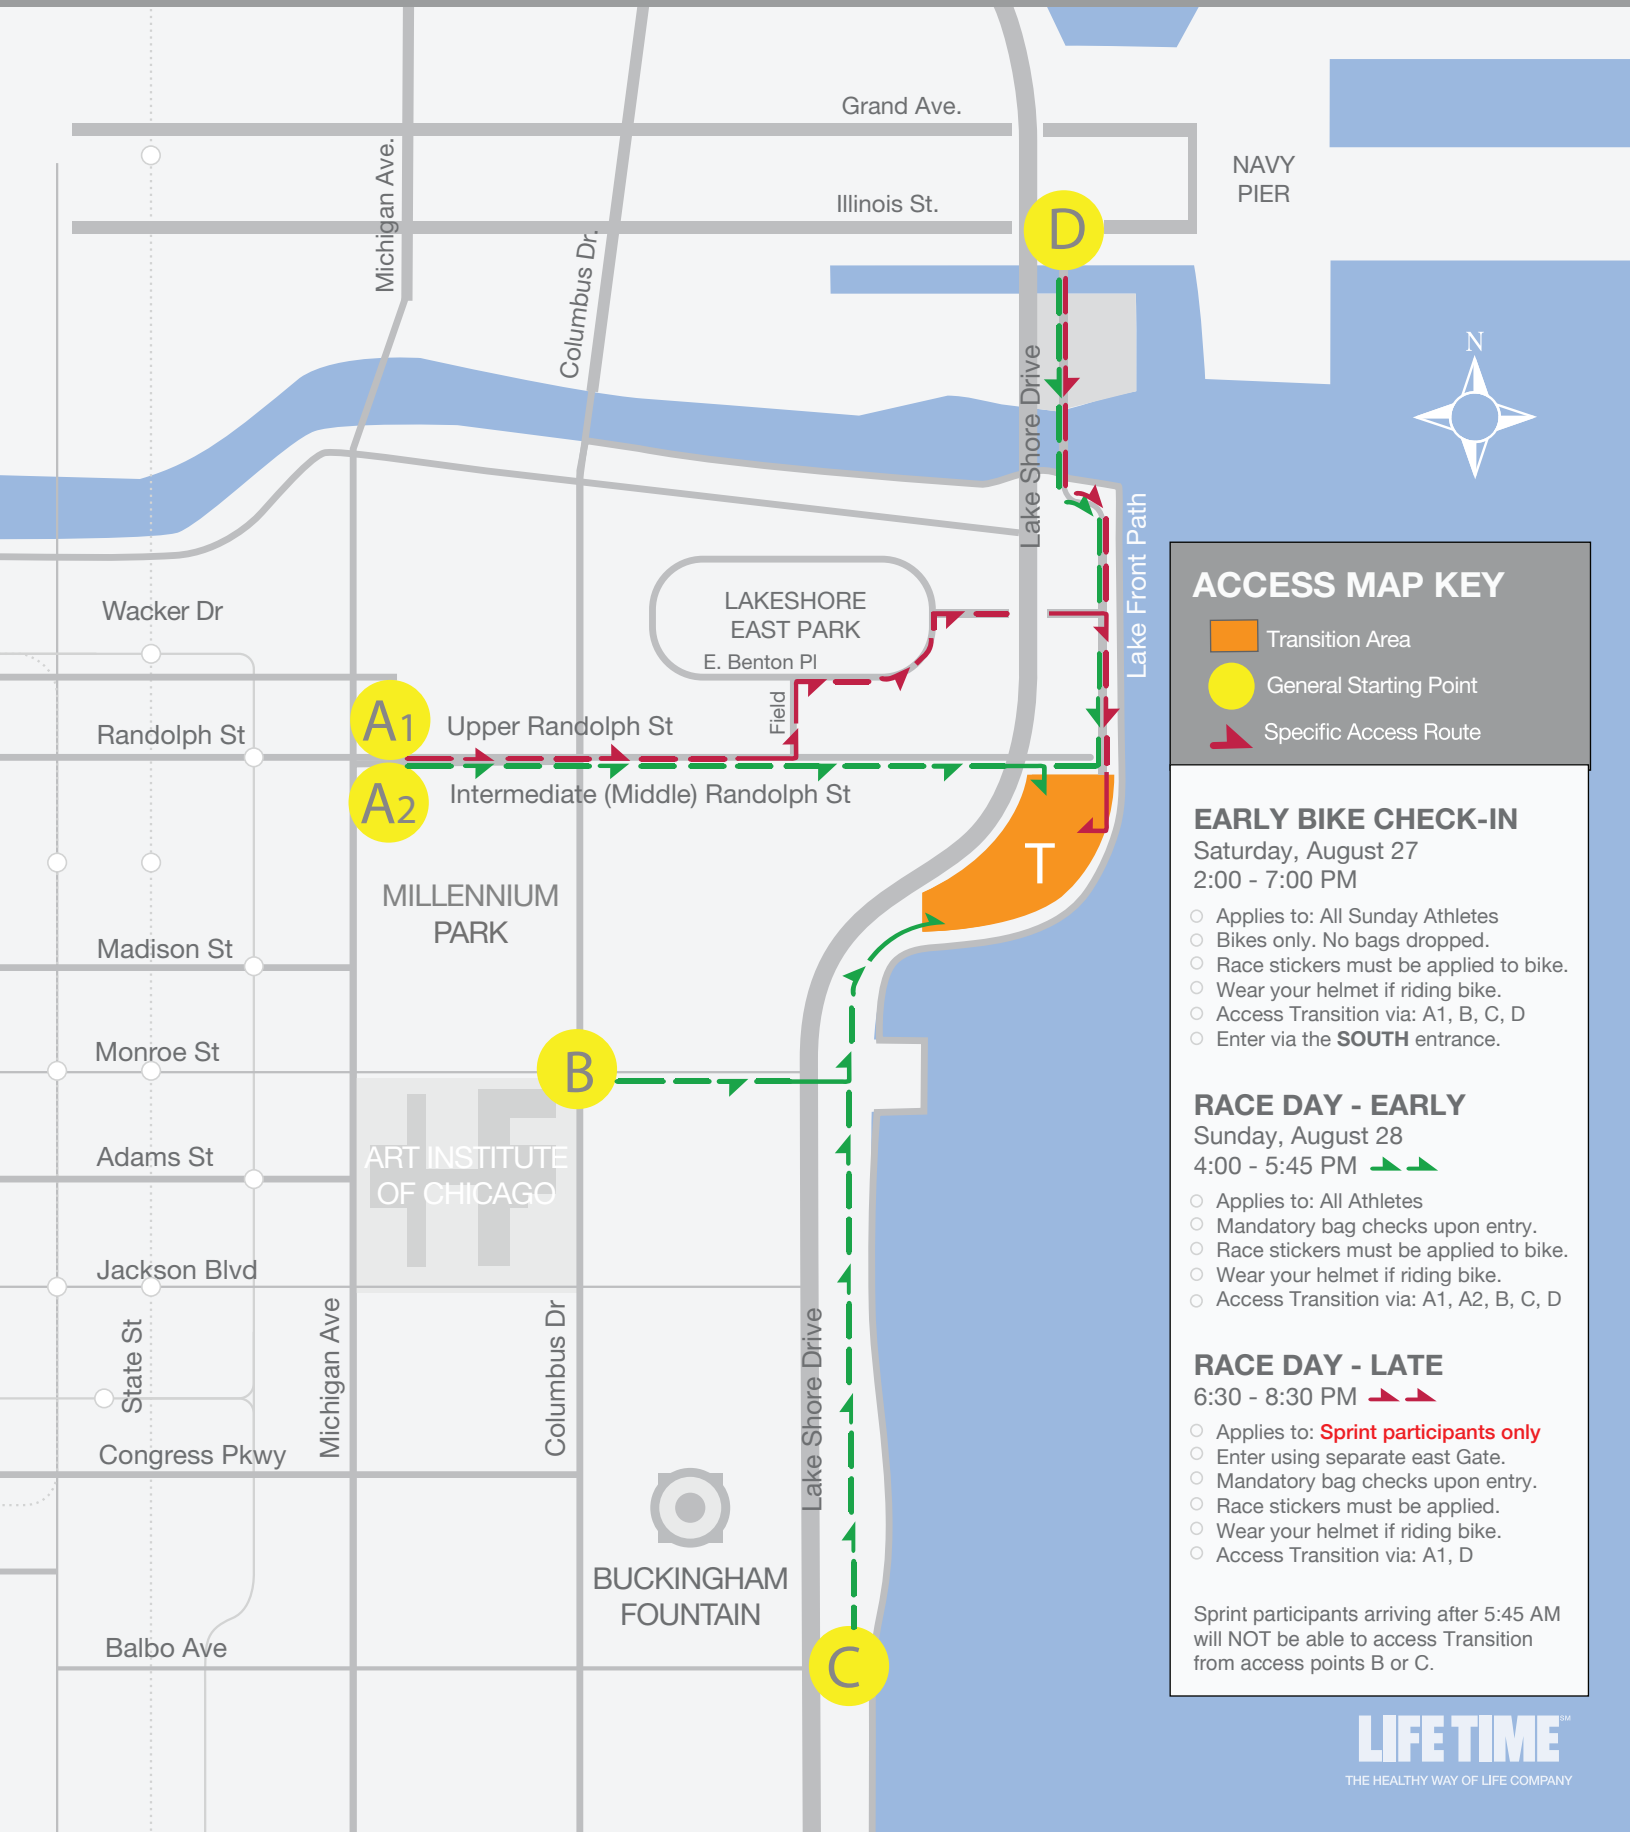 Grand Ave.
NAVY
PIER
Michigan Ave.
Illinois St.
D
Columbus Dr.
N
Lake Shore Drive
Lake Front Path
LAKESHORE
EAST PARK
E. Benton Pl
Wacker Dr
Field
A1
Upper Randolph St
Randolph St
A2
Intermediate (Middle) Randolph St
T
MILLENNIUM
PARK
Madison St
Monroe St
B
Adams St
ART INSTITUTE
OF CHICAGO
Jackson Blvd
State St
Michigan Ave
Columbus Dr
Lake Shore Drive
Congress Pkwy
BUCKINGHAM
FOUNTAIN
Balbo Ave
C
ACCESS MAP KEY
Transition Area
General Starting Point
Specific Access Route
EARLY BIKE CHECK-IN
Saturday, August 27
2:00 - 7:00 PM
Applies to: All Sunday Athletes
Bikes only. No bags dropped.
Race stickers must be applied to bike.
Wear your helmet if riding bike.
Access Transition via: A1, B, C, D
Enter via the SOUTH entrance.
RACE DAY - EARLY
Sunday, August 28
4:00 - 5:45 PM
Applies to: All Athletes
Mandatory bag checks upon entry.
Race stickers must be applied to bike.
Wear your helmet if riding bike.
Access Transition via: A1, A2, B, C, D
RACE DAY - LATE
6:30 - 8:30 PM
Applies to: Sprint participants only
Enter using separate east Gate.
Mandatory bag checks upon entry.
Race stickers must be applied.
Wear your helmet if riding bike.
Access Transition via: A1, D
Sprint participants arriving after 5:45 AM
will NOT be able to access Transition
from access points B or C.
LIFE TIME SM
THE HEALTHY WAY OF LIFE COMPANY